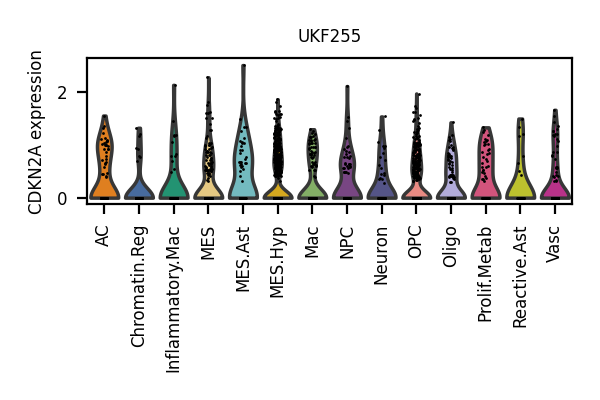 UKF255
CDKN2A expression
2
0
AC
Chromatin.Reg
Inflammatory.Mac
MES
MES.Ast
MES.Hyp
Mac
NPC
Neuron
OPC
Oligo
Prolif.Metab
Reactive.Ast
Vasc